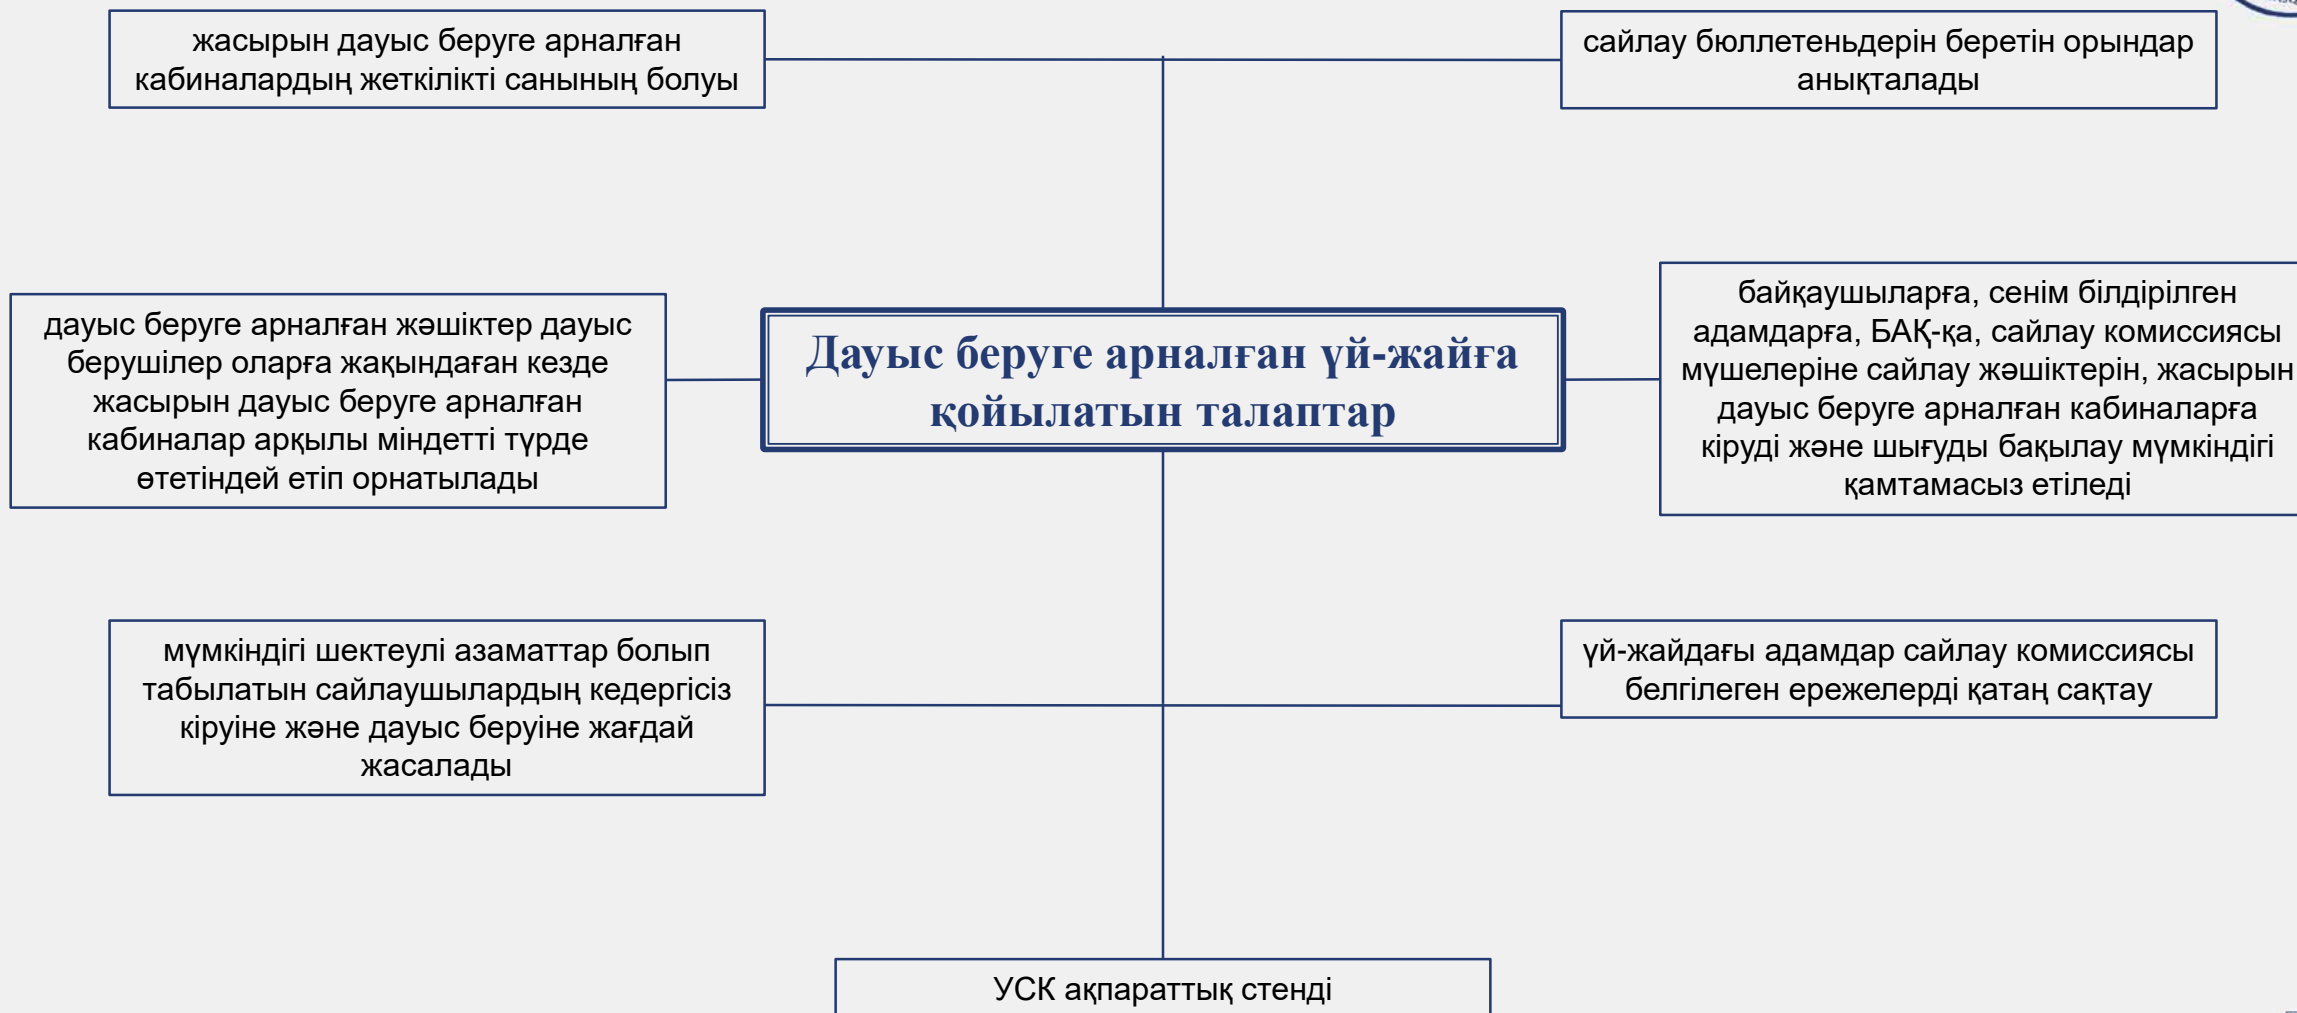 жасырын дауыс беруге арналған
кабиналардың жеткілікті санының болуы
сайлау бюллетеньдерін беретін орындар
анықталады
дауыс беруге арналған жәшіктер дауыс
берушілер оларға жақындаған кезде
жасырын дауыс беруге арналған
кабиналар арқылы міндетті түрде
өтетіндей етіп орнатылады
Дауыс беруге арналған үй-жайға
қойылатын талаптар
байқаушыларға, сенім білдірілген
адамдарға, БАҚ-қа, сайлау комиссиясы
мүшелеріне сайлау жәшіктерін, жасырын
дауыс беруге арналған кабиналарға
кіруді және шығуды бақылау мүмкіндігі
қамтамасыз етіледі
мүмкіндігі шектеулі азаматтар болып
табылатын сайлаушылардың кедергісіз
кіруіне және дауыс беруіне жағдай
жасалады
үй-жайдағы адамдар сайлау комиссиясы
белгілеген ережелерді қатаң сақтау
УСК ақпараттық стенді